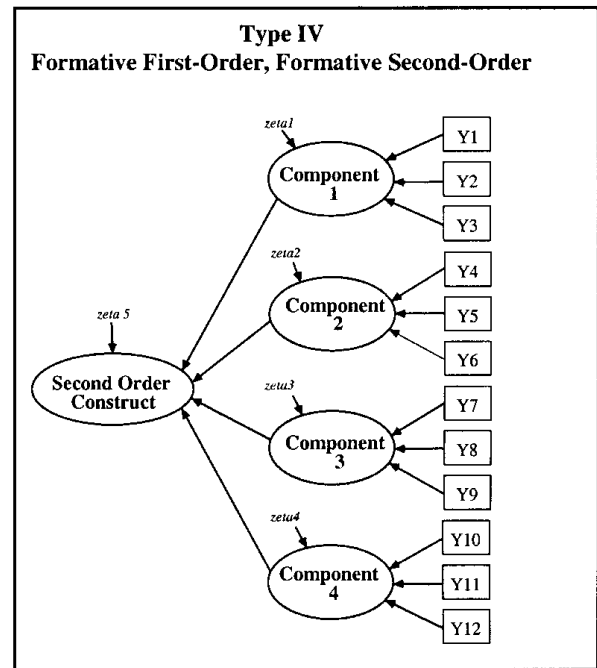 Type IV
Formative First-Order, Formative Second-Order
zeta1
Component
1
Y1
Y2
Y3
zeta2
Component
2
Y4
Y5
Y6
zeta 5
Second Order
Construct
zeta3
Component
3
Y7
Y8
Y9
zeta4
Component
4
Y10
Y11
Y12